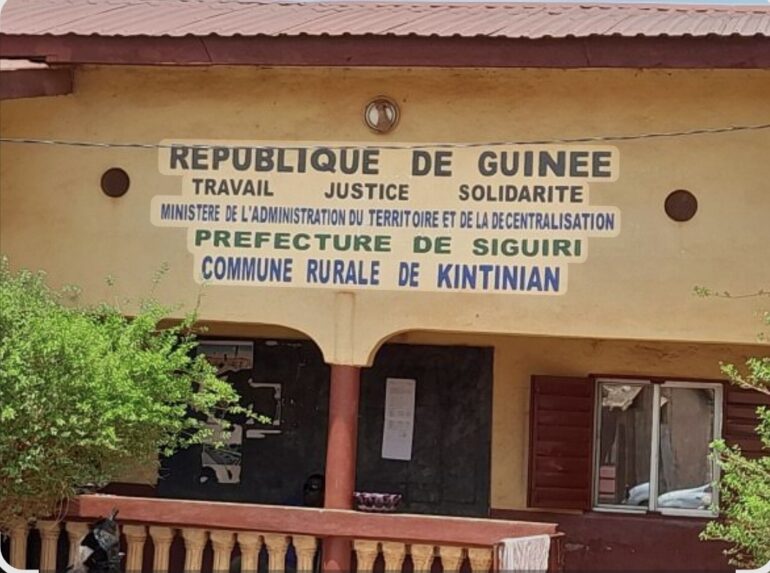 REPUBLIQUE DE GUINEE
TRAVAIL JUSTICE SOLIDARITE
MINISTERE DE L'ADMINISTRATION DU TERRITOIRE ET DE LA DECENTRALISATION
PREFECTURE DE SIGUIRI
COMMUNE RURALE DE KINTINIAN